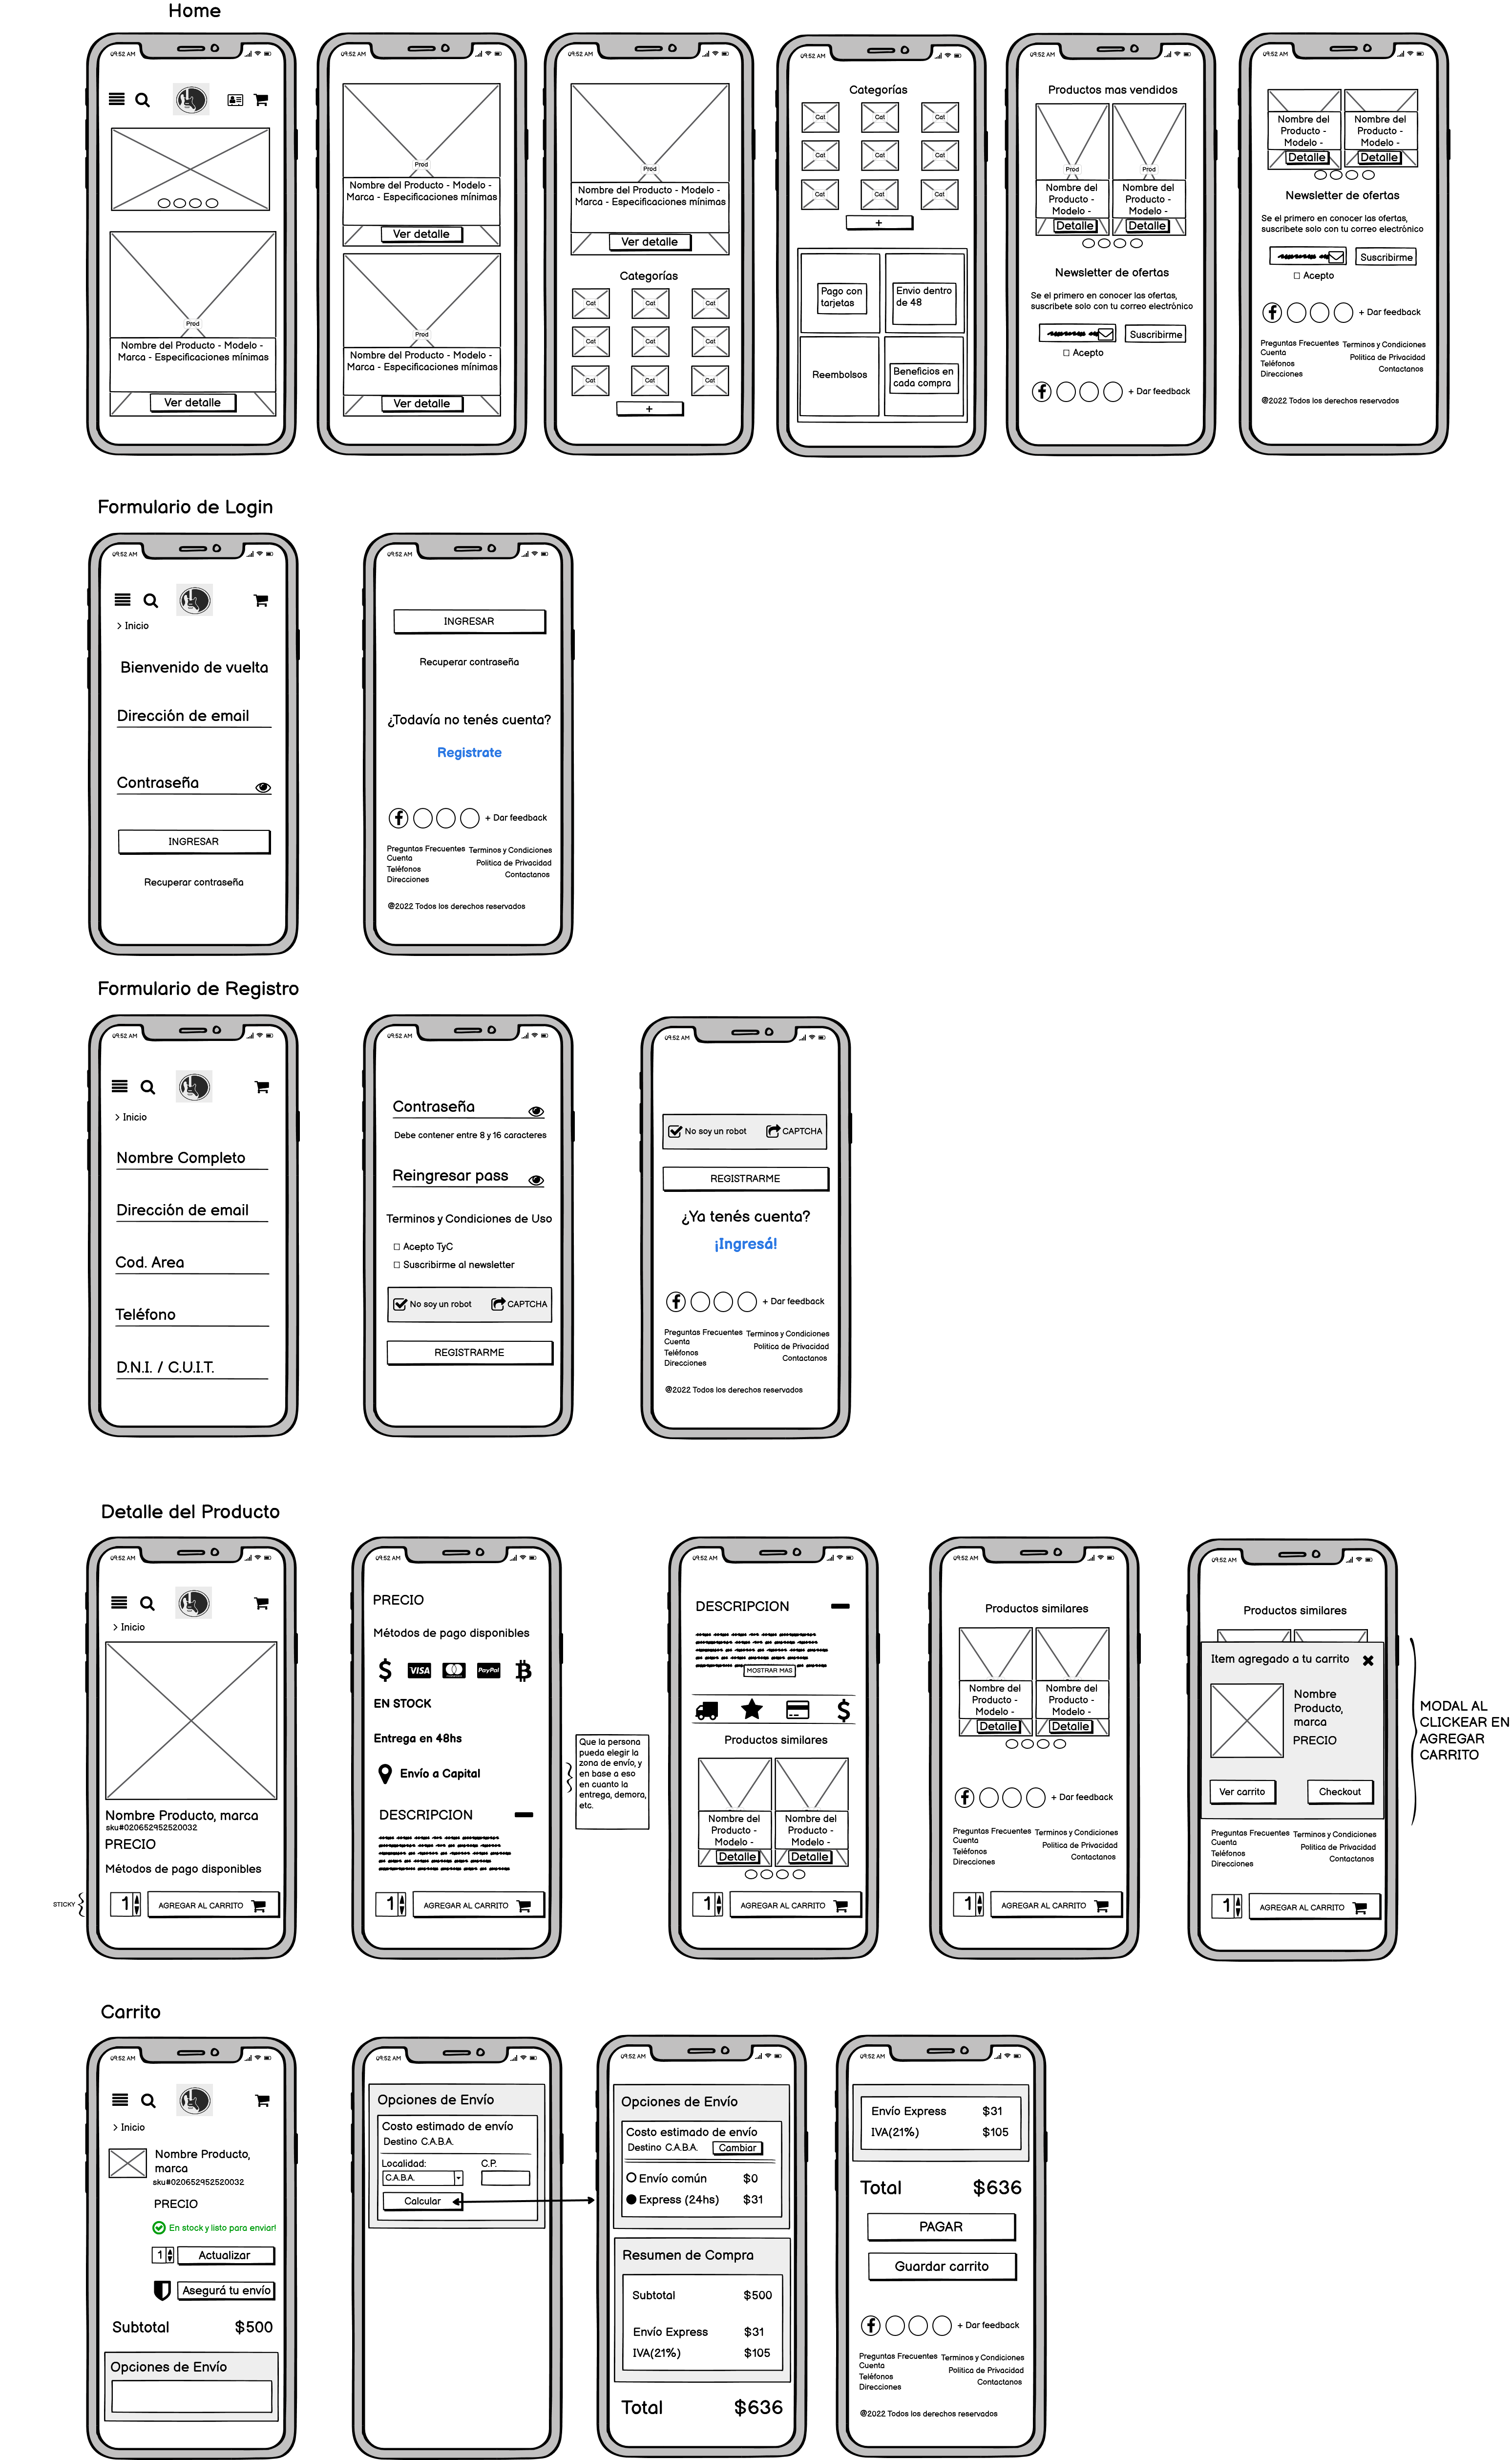 Home
09:52 AM
Prod
Nombre del Producto - Modelo -
Marca - Especificaciones mínimas
Ver detalle
09:52 AM
Prod
Nombre del Producto - Modelo -
Marca - Especificaciones mínimas
Ver detalle
Prod
Nombre del Producto - Modelo -
Marca - Especificaciones mínimas
Ver detalle
09:52 AM
Prod
Nombre del Producto - Modelo -
Marca - Especificaciones mínimas
Ver detalle
Categorías
Cat Cat Cat
Cat Cat Cat
Cat Cat Cat
+
09:52 AM
Categorías
Cat Cat Cat
Cat Cat Cat
Cat Cat Cat
+
Pago con
tarjetas
Envio dentro
de 48
Reembolsos
Beneficios en
cada compra
09:52 AM
Productos mas vendidos
Prod Prod
Nombre del Nombre del
Producto - Producto -
Modelo - Modelo -
Detalle Detalle
Newsletter de ofertas
Se el primero en conocer las ofertas,
suscribete solo con tu correo electrónico
Suscribirme
Acepto
+ Dar feedback
09:52 AM
Nombre del Nombre del
Producto - Producto -
Modelo - Modelo -
Detalle Detalle
Newsletter de ofertas
Se el primero en conocer las ofertas,
suscribete solo con tu correo electrónico
Suscribirme
Acepto
+ Dar feedback
Preguntas Frecuentes Terminos y Condiciones
Cuenta
Politica de Privacidad
Teléfonos
Contactanos
Direcciones
@2022 Todos los derechos reservados
Formulario de Login
09:52 AM
> Inicio
Bienvenido de vuelta
Dirección de email
Contraseña
INGRESAR
Recuperar contraseña
09:52 AM
INGRESAR
Recuperar contraseña
¿Todavía no tenés cuenta?
Registrate
+ Dar feedback
Preguntas Frecuentes Terminos y Condiciones
Cuenta
Politica de Privacidad
Teléfonos
Contactanos
Direcciones
@2022 Todos los derechos reservados
Formulario de Registro
09:52 AM
> Inicio
Nombre Completo
Dirección de email
Cod. Area
Teléfono
D.N.I. / C.U.I.T.
09:52 AM
Contraseña
Debe contener entre 8 y 16 caracteres
Reingresar pass
Terminos y Condiciones de Uso
Acepto TyC
Suscribirme al newsletter
No soy un robot CAPTCHA
REGISTRARME
09:52 AM
No soy un robot CAPTCHA
REGISTRARME
¿Ya tenés cuenta?
¡Ingresá!
+ Dar feedback
Preguntas Frecuentes Terminos y Condiciones
Cuenta
Politica de Privacidad
Teléfonos
Contactanos
Direcciones
@2022 Todos los derechos reservados
Detalle del Producto
09:52 AM
> Inicio
Nombre Producto, marca
sku#020652952520032
PRECIO
Métodos de pago disponibles
STICKY
1 AGREGAR AL CARRITO
09:52 AM
PRECIO
Métodos de pago disponibles
$ VISA PayPal
EN STOCK
Entrega en 48hs
Envío a Capital
DESCRIPCION
1 AGREGAR AL CARRITO
Que la persona
pueda elegir la
zona de envío, y
en base a eso
en cuanto la
entrega, demora,
etc.
09:52 AM
DESCRIPCION
MOSTRAR MAS
$
Productos similares
Nombre del Nombre del
Producto - Producto -
Modelo - Modelo -
Detalle Detalle
1 AGREGAR AL CARRITO
09:52 AM
Productos similares
Nombre del Nombre del
Producto - Producto -
Modelo - Modelo -
Detalle Detalle
+ Dar feedback
Preguntas Frecuentes Terminos y Condiciones
Cuenta
Politica de Privacidad
Teléfonos
Contactanos
Direcciones
1 AGREGAR AL CARRITO
09:52 AM
Productos similares
Item agregado a tu carrito
Nombre
Producto,
marca
PRECIO
Ver carrito Checkout
Preguntas Frecuentes Terminos y Condiciones
Cuenta
Politica de Privacidad
Teléfonos
Contactanos
Direcciones
1 AGREGAR AL CARRITO
MODAL AL
CLICKEAR EN
AGREGAR
CARRITO
Carrito
09:52 AM
> Inicio
Nombre Producto,
marca
sku#020652952520032
PRECIO
En stock y listo para enviar!
1 Actualizar
Asegurá tu envío
Subtotal $500
Opciones de Envío
09:52 AM
Opciones de Envío
Costo estimado de envío
Destino C.A.B.A.
Localidad: C.P.
C.A.B.A.
Calcular
09:52 AM
Opciones de Envío
Costo estimado de envío
Destino C.A.B.A. Cambiar
Envío común $0
Express (24hs) $31
Resumen de Compra
Subtotal $500
Envío Express $31
IVA(21%) $105
Total $636
09:52 AM
Envío Express $31
IVA(21%) $105
Total $636
PAGAR
Guardar carrito
+ Dar feedback
Preguntas Frecuentes Terminos y Condiciones
Cuenta
Politica de Privacidad
Teléfonos
Contactanos
Direcciones
@2022 Todos los derechos reservados